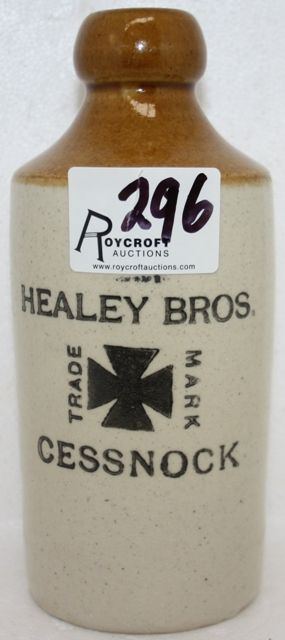 296
ROYCROFT
AUCTIONS
www.roycroftauctions.com
HEALEY BROS.
TRADE MARK
CESSNOCK